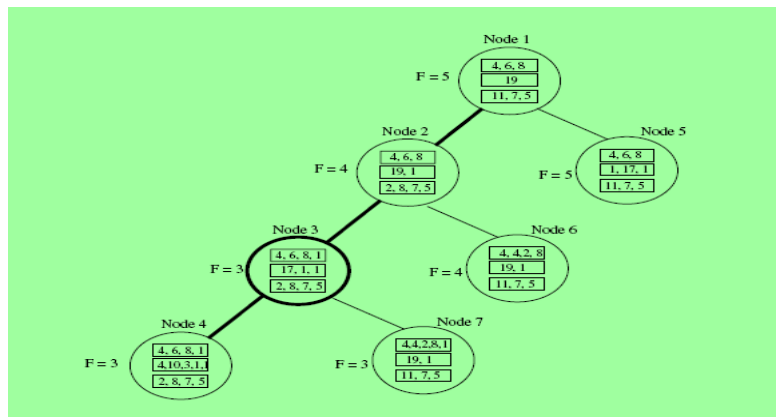 Node 1
F = 5
4, 6, 8
19
11, 7, 5
Node 2
F = 4
4, 6, 8
19, 1
2, 8, 7, 5
Node 5
F = 5
4, 6, 8
1, 17, 1
11, 7, 5
Node 3
F = 3
4, 6, 8, 1
17, 1, 1
2, 8, 7, 5
Node 6
F = 4
4, 4,2, 8
19, 1
11, 7, 5
Node 4
F = 3
4, 6, 8, 1
4,10,3,1,1
2, 8, 7, 5
Node 7
F = 3
4,4,2,8,1
19, 1
11, 7, 5